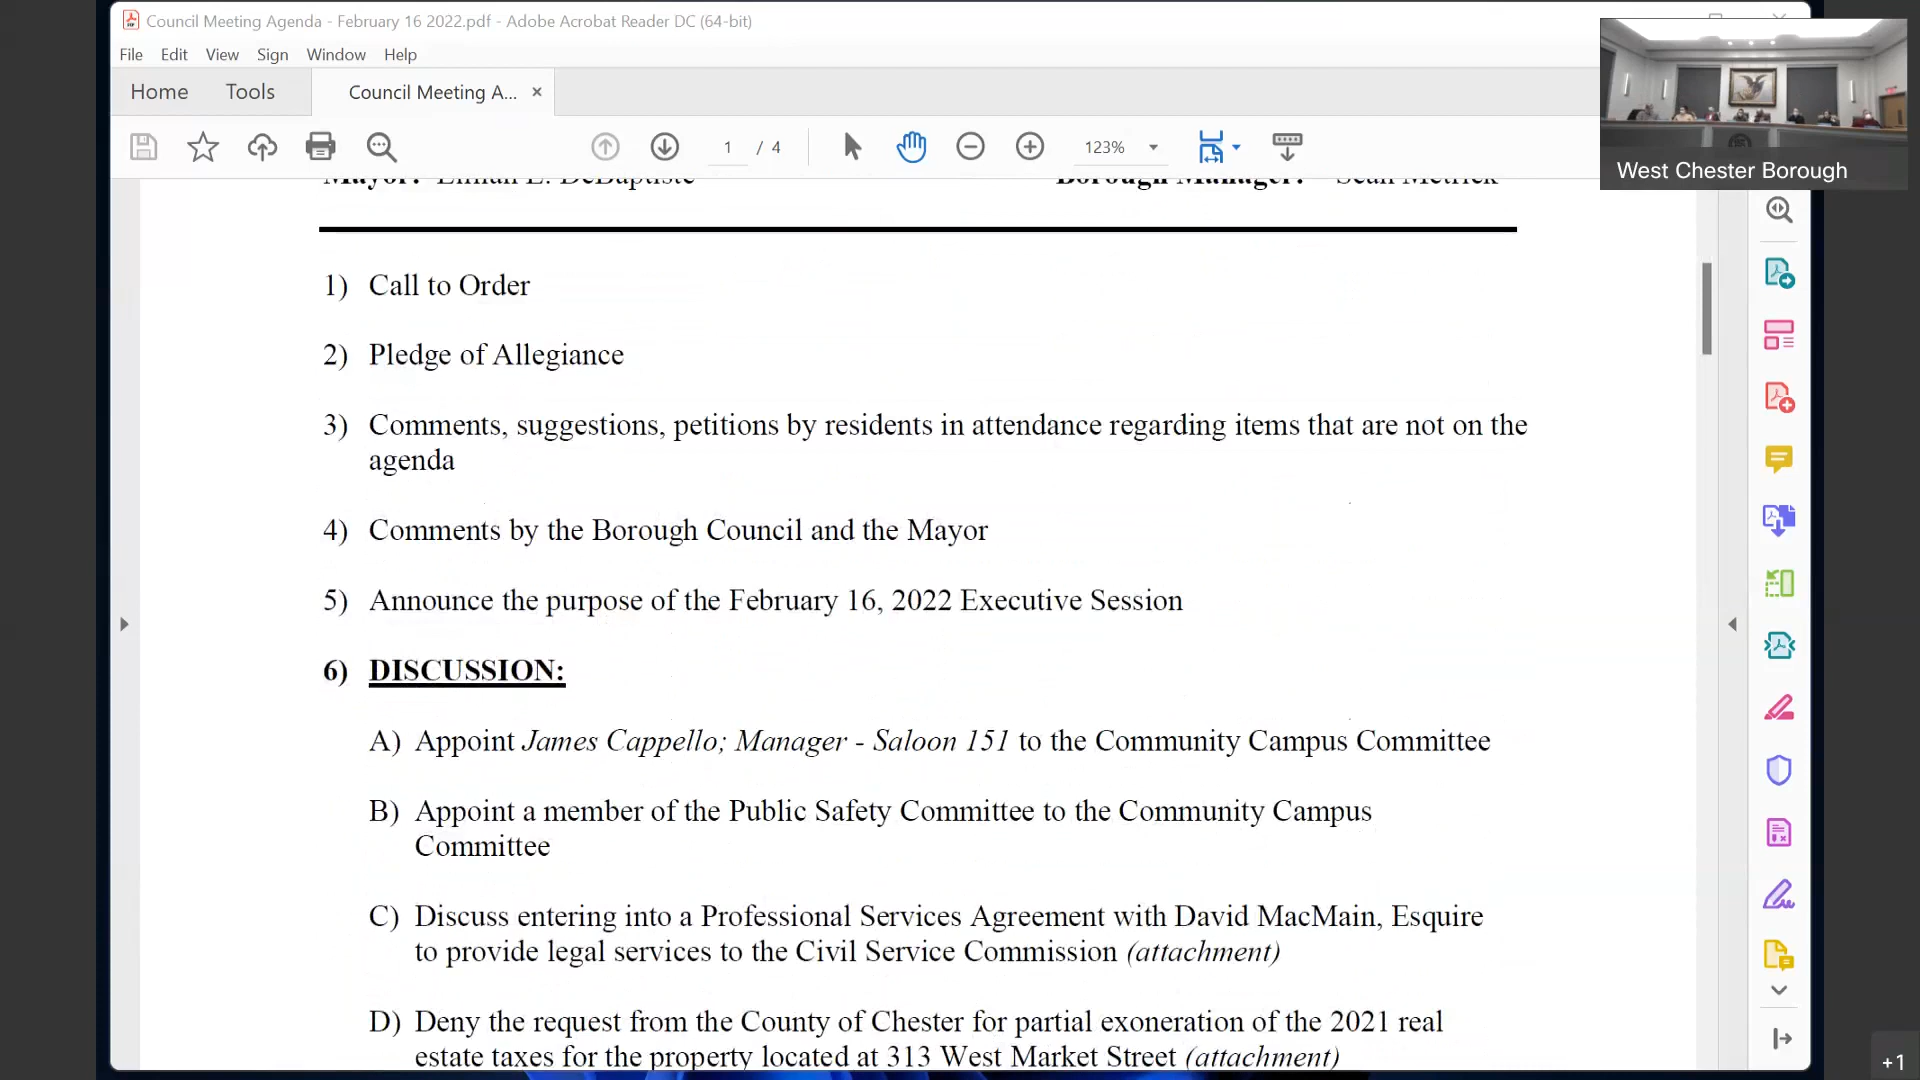 Council Meeting Agenda - February 16 2022.pdf - Adobe Acrobat Reader DC (64-bit)
File Edit View Sign Window Help
Home Tools Council Meeting A... ×
1 / 4 123%
West Chester Borough
Mayor: Lillian L. DeBaptiste Borough Manager: Sean Metrick
1) Call to Order
2) Pledge of Allegiance
3) Comments, suggestions, petitions by residents in attendance regarding items that are not on the
agenda
4) Comments by the Borough Council and the Mayor
5) Announce the purpose of the February 16, 2022 Executive Session
6) DISCUSSION:
A) Appoint James Cappello; Manager - Saloon 151 to the Community Campus Committee
B) Appoint a member of the Public Safety Committee to the Community Campus
Committee
C) Discuss entering into a Professional Services Agreement with David MacMain, Esquire
to provide legal services to the Civil Service Commission (attachment)
D) Deny the request from the County of Chester for partial exoneration of the 2021 real
estate taxes for the property located at 313 West Market Street (attachment)
+1